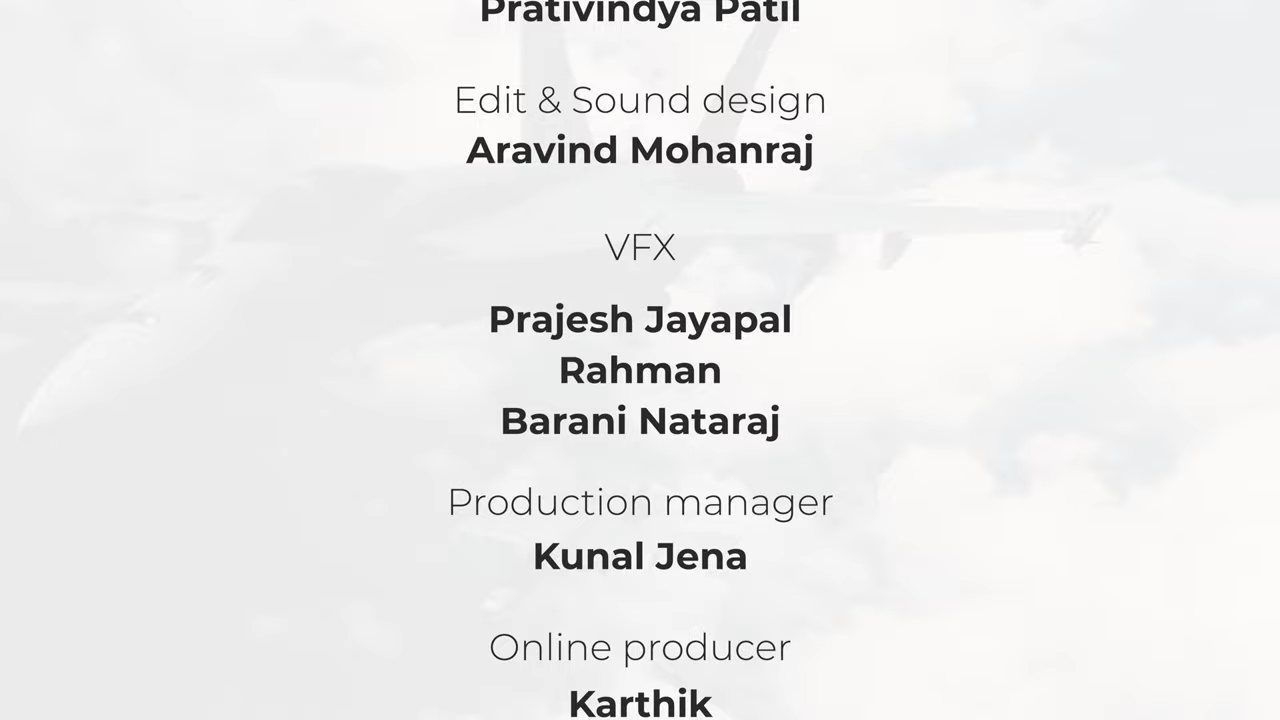 Prativindya Patil
Edit & Sound design
Aravind Mohanraj
VFX
Prajesh Jayapal
Rahman
Barani Nataraj
Production manager
Kunal Jena
Online producer
Karthik